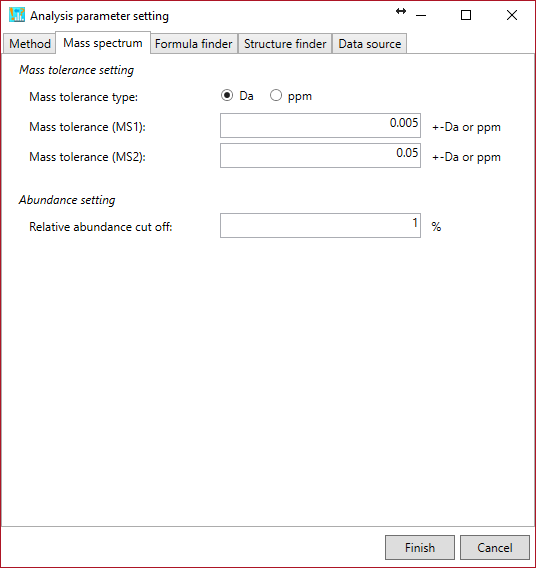 Analysis parameter setting
Method Mass spectrum Formula finder Structure finder Data source
Mass tolerance setting
Mass tolerance type: Da ppm
Mass tolerance (MS1): 0.005 +-Da or ppm
Mass tolerance (MS2): 0.05 +-Da or ppm
Abundance setting
Relative abundance cut off: 1 %
Finish Cancel